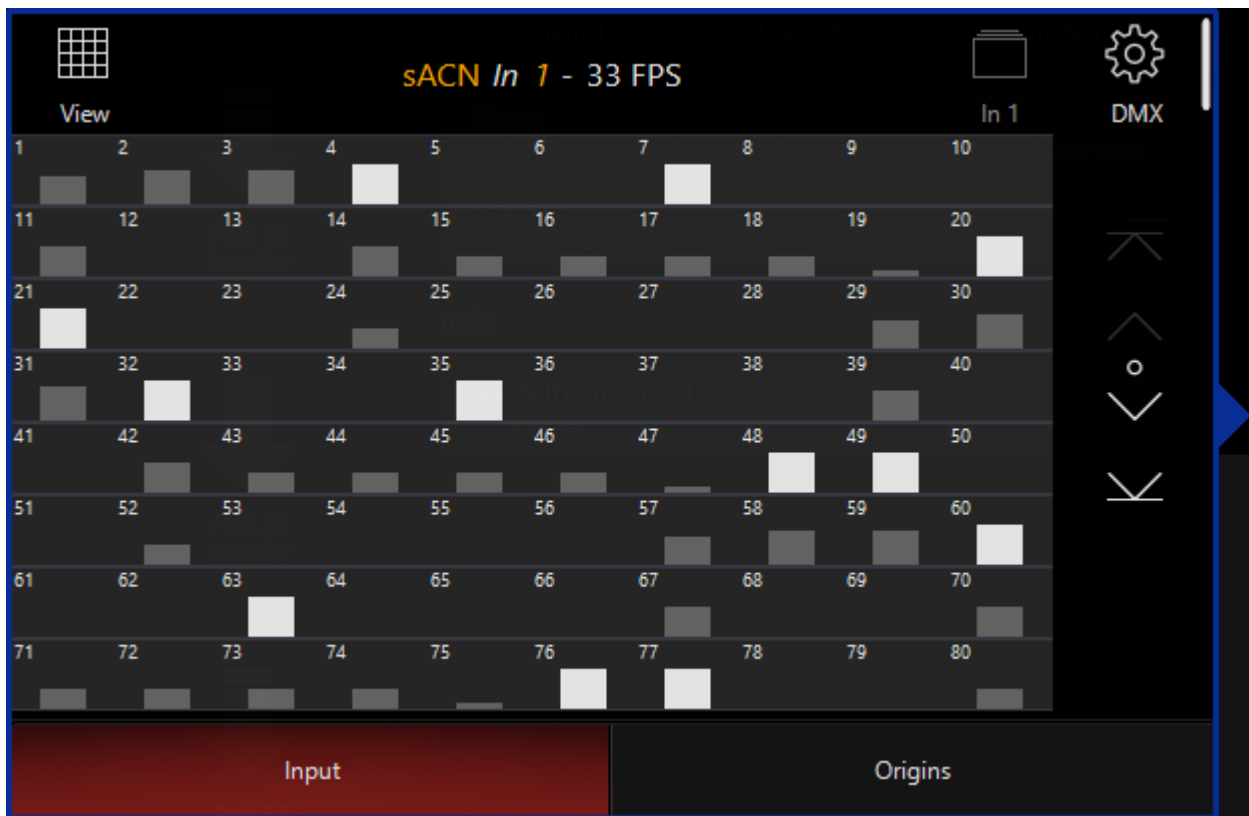 sACN In 1 - 33 FPS
View
In 1
DMX
1 2 3 4 5 6 7 8 9 10
11 12 13 14 15 16 17 18 19 20
21 22 23 24 25 26 27 28 29 30
31 32 33 34 35 36 37 38 39 40
41 42 43 44 45 46 47 48 49 50
51 52 53 54 55 56 57 58 59 60
61 62 63 64 65 66 67 68 69 70
71 72 73 74 75 76 77 78 79 80
Input
Origins